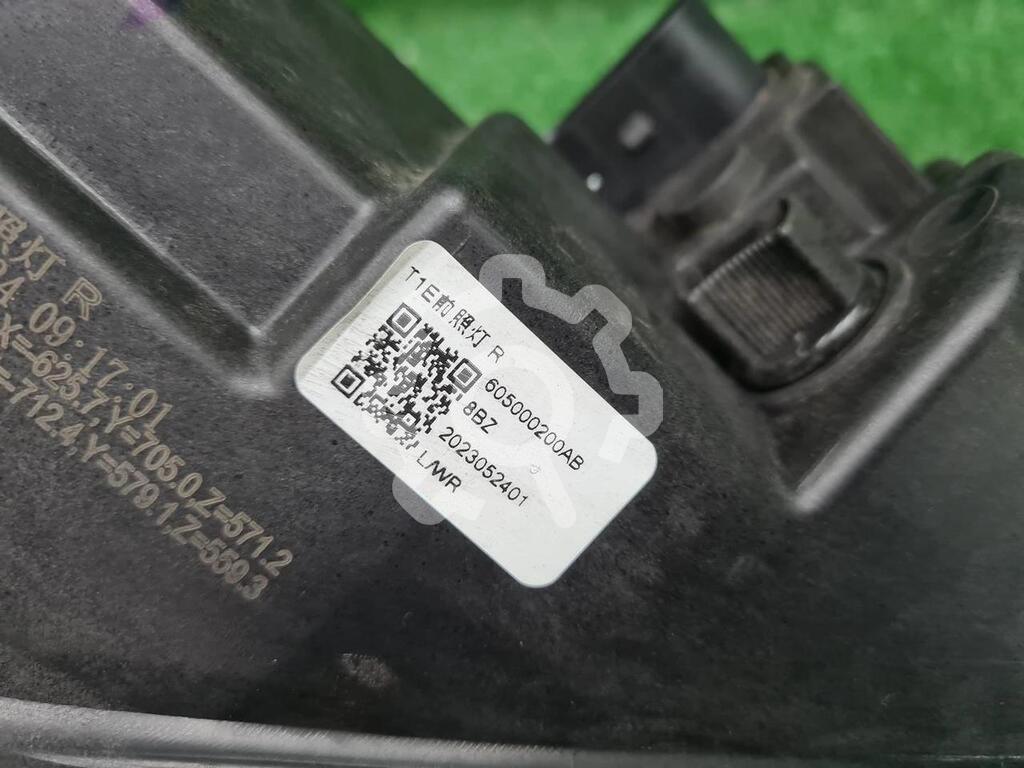 T1E前照灯 R
605000200AB
8BZ
2023052401
L/WR
照灯 R
24.09.17.01
X=625.7,Y=705.0,Z=571.2
=712.4,Y=579.1,Z=550.3